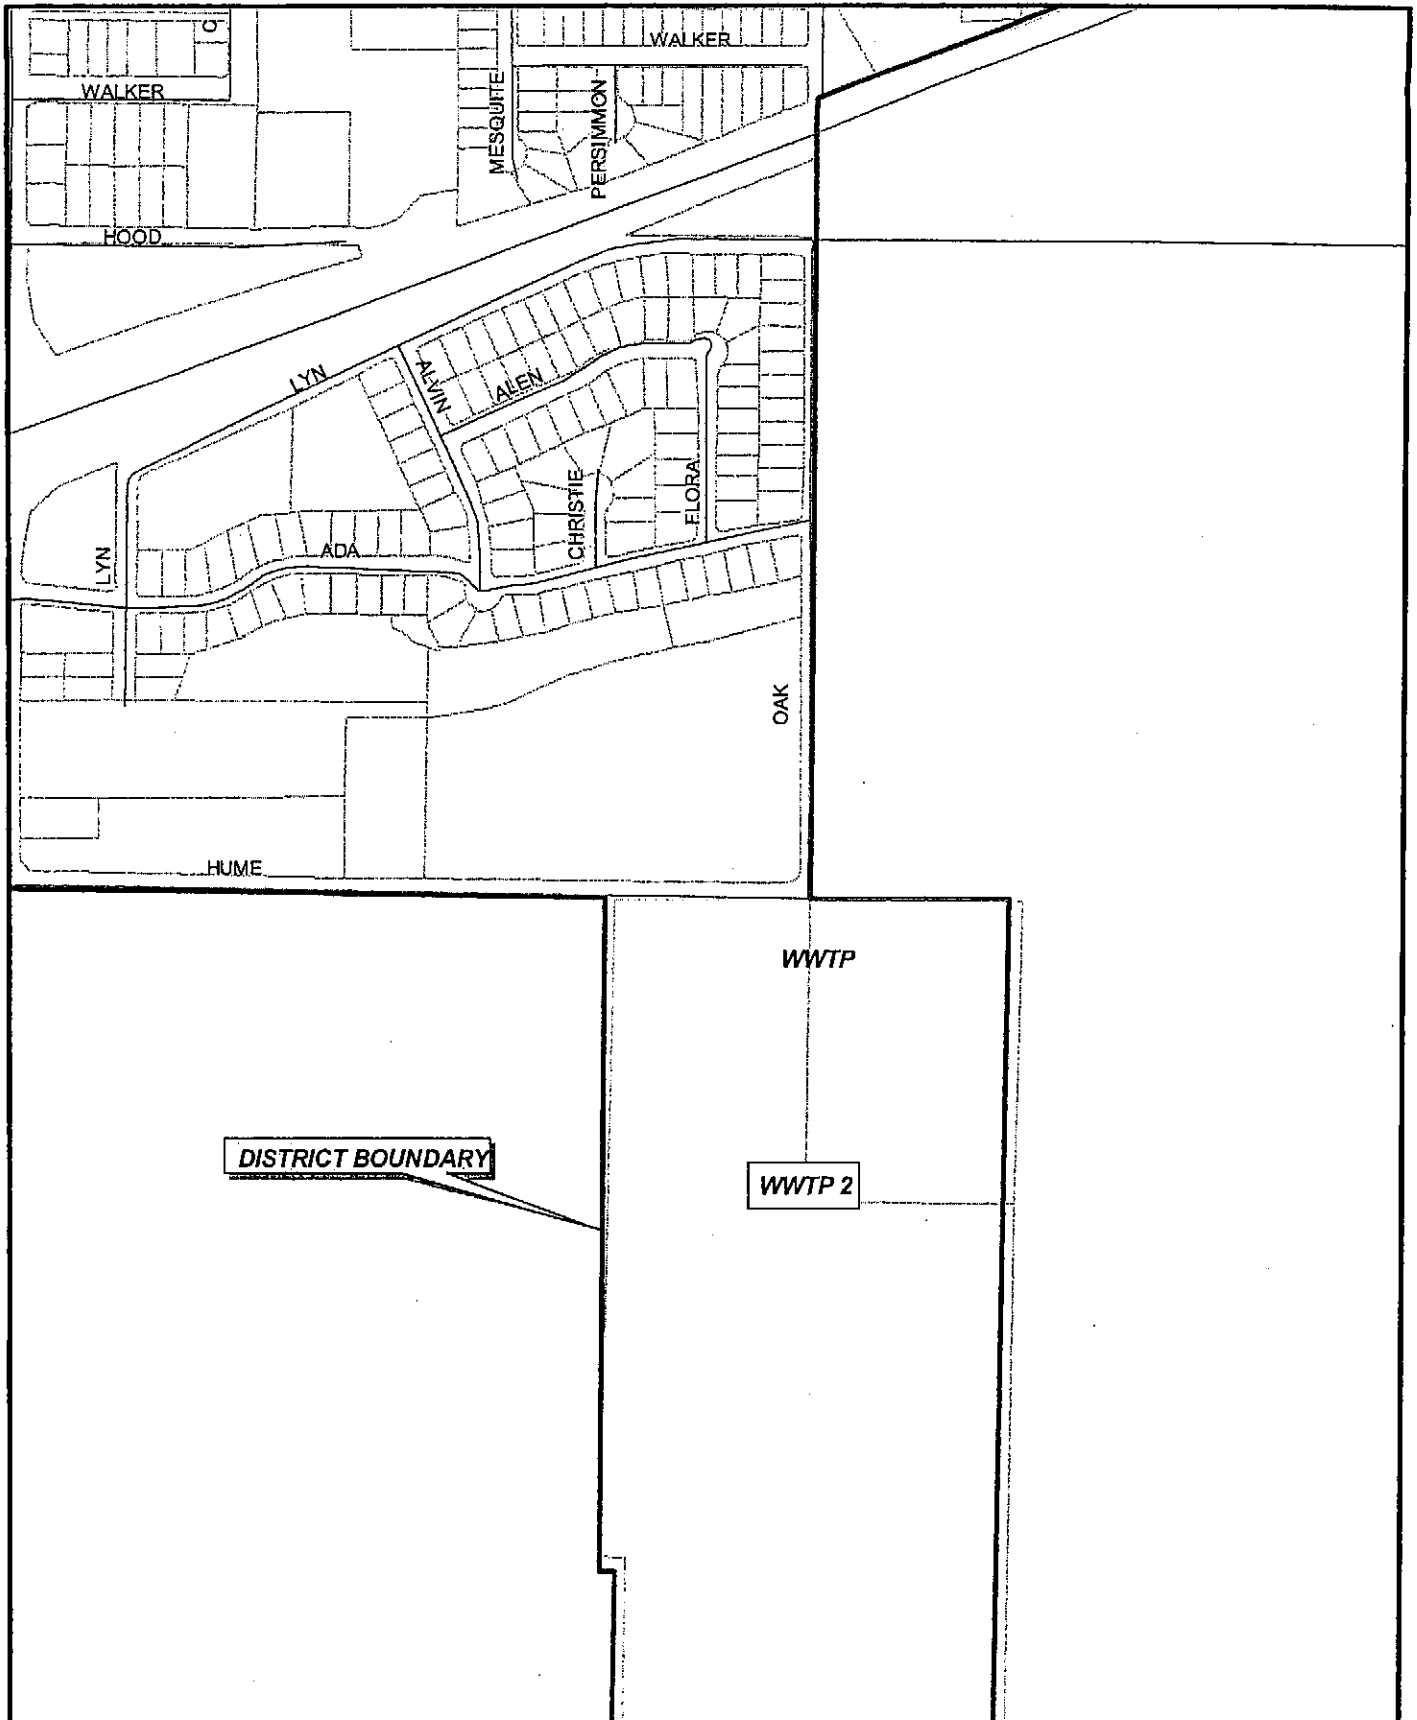 WALKER
WALKER
MESQUITE
PERSIMMON
HOOD
LYN
ALVIN
ALEN
CHRISTIE
FLORA
LYN
ADA
OAK
HUME
WWTP
DISTRICT BOUNDARY
WWTP 2